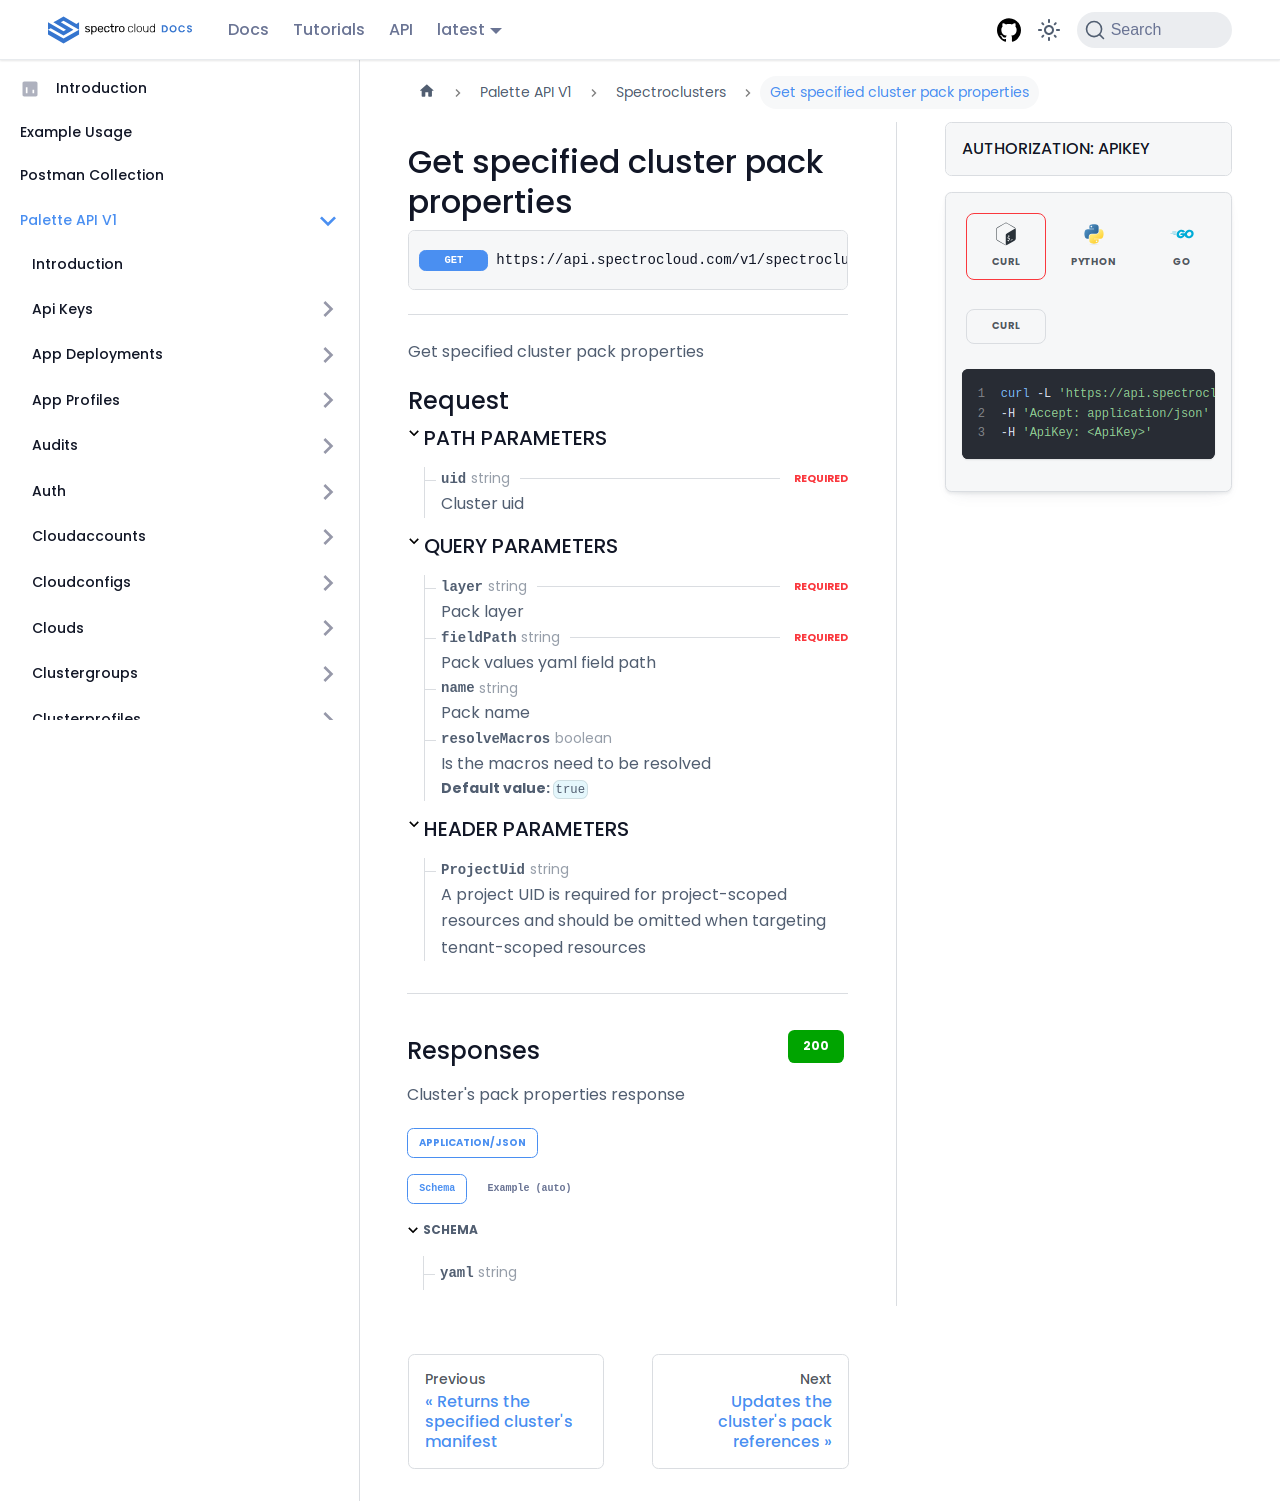 spectro cloud DOCS
Docs
Tutorials
API
latest
Search
Introduction
Example Usage
Postman Collection
Palette API V1
Introduction
Api Keys
App Deployments
App Profiles
Audits
Auth
Cloudaccounts
Cloudconfigs
Clouds
Clustergroups
Clusterprofiles
Palette API V1
Spectroclusters
Get specified cluster pack properties
Get specified cluster pack
properties
GET https://api.spectrocloud.com/v1/spectroclu
Get specified cluster pack properties
Request
PATH PARAMETERS
uid string REQUIRED
Cluster uid
QUERY PARAMETERS
layer string REQUIRED
Pack layer
fieldPath string REQUIRED
Pack values yaml field path
name string
Pack name
resolveMacros boolean
Is the macros need to be resolved
Default value: true
HEADER PARAMETERS
ProjectUid string
A project UID is required for project-scoped
resources and should be omitted when targeting
tenant-scoped resources
Responses
200
Cluster's pack properties response
APPLICATION/JSON
Schema
Example (auto)
SCHEMA
yaml string
Previous
« Returns the
specified cluster's
manifest
Next
Updates the
cluster's pack
references »
AUTHORIZATION: APIKEY
CURL
PYTHON
GO
CURL
1 curl -L 'https://api.spectrocl
2 -H 'Accept: application/json'
3 -H 'ApiKey: <ApiKey>'